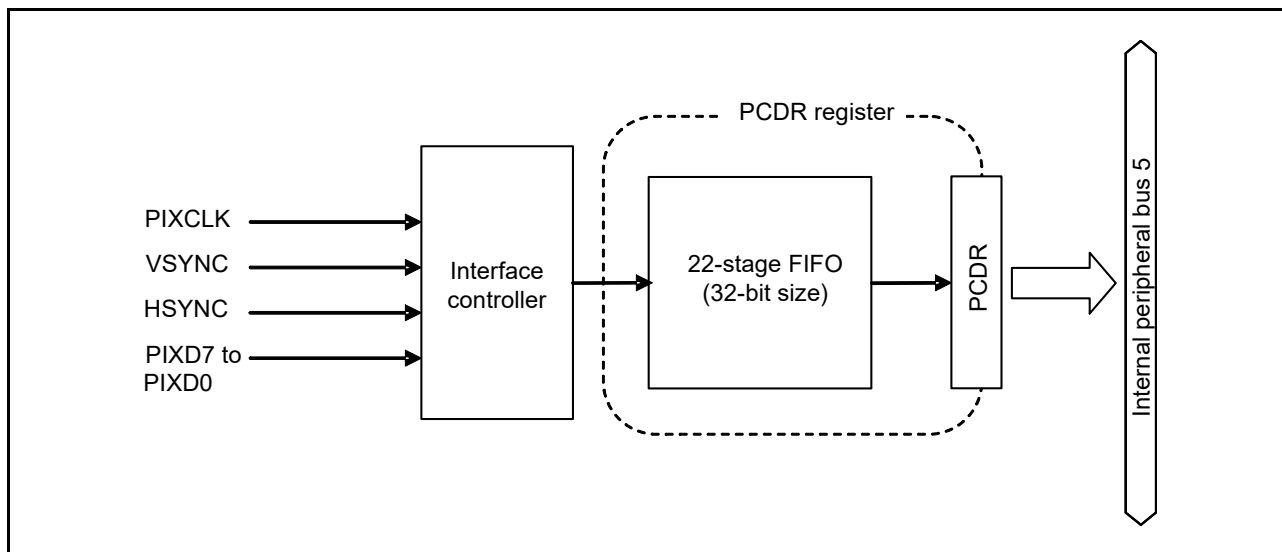 PCDR register
PIXCLK
VSYNC
HSYNC
PIXD7 to
PIXD0
Interface
controller
22-stage FIFO
(32-bit size)
PCDR
Internal peripheral bus 5